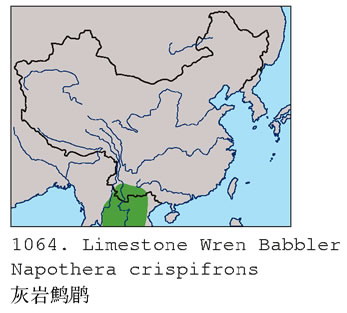 1064. Limestone Wren Babbler
Napothera crispifrons
灰岩鹪鹛